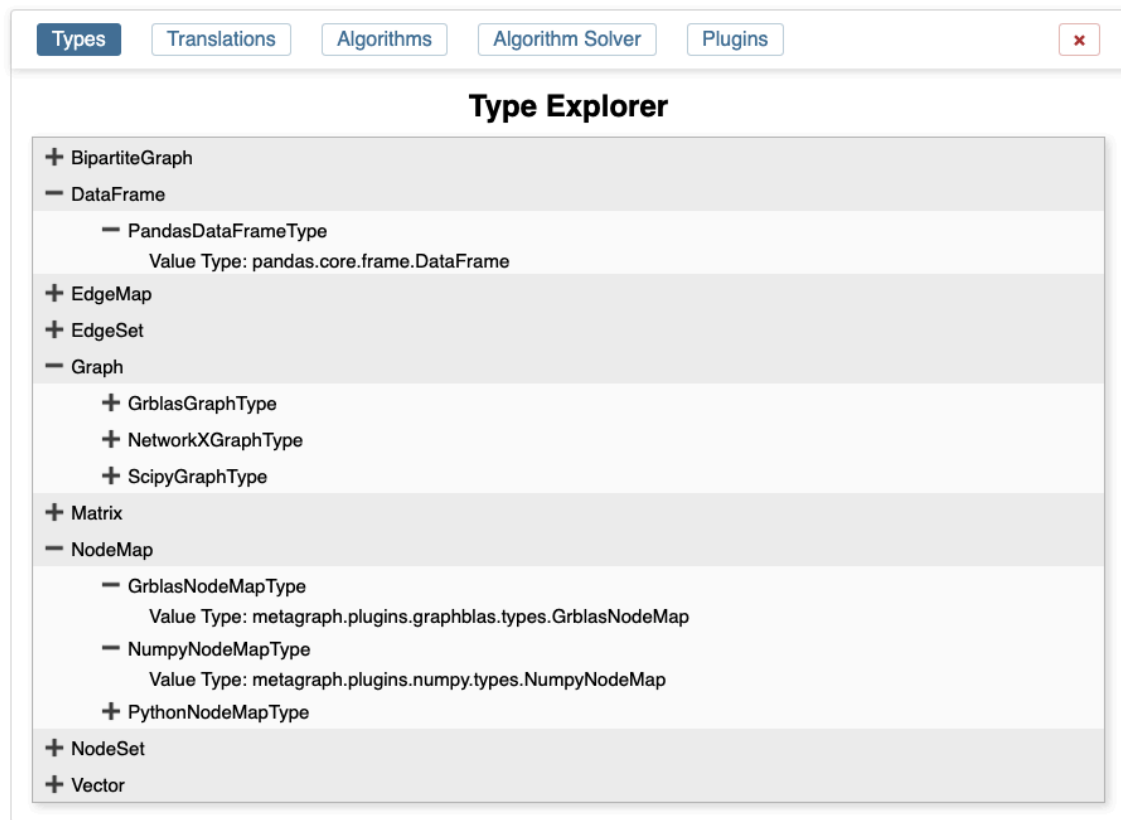 Types Translations Algorithms Algorithm Solver Plugins ×
Type Explorer
+ BipartiteGraph
− DataFrame
− PandasDataFrameType
Value Type: pandas.core.frame.DataFrame
+ EdgeMap
+ EdgeSet
− Graph
+ GrblasGraphType
+ NetworkXGraphType
+ ScipyGraphType
+ Matrix
− NodeMap
− GrblasNodeMapType
Value Type: metagraph.plugins.graphblas.types.GrblasNodeMap
− NumpyNodeMapType
Value Type: metagraph.plugins.numpy.types.NumpyNodeMap
+ PythonNodeMapType
+ NodeSet
+ Vector